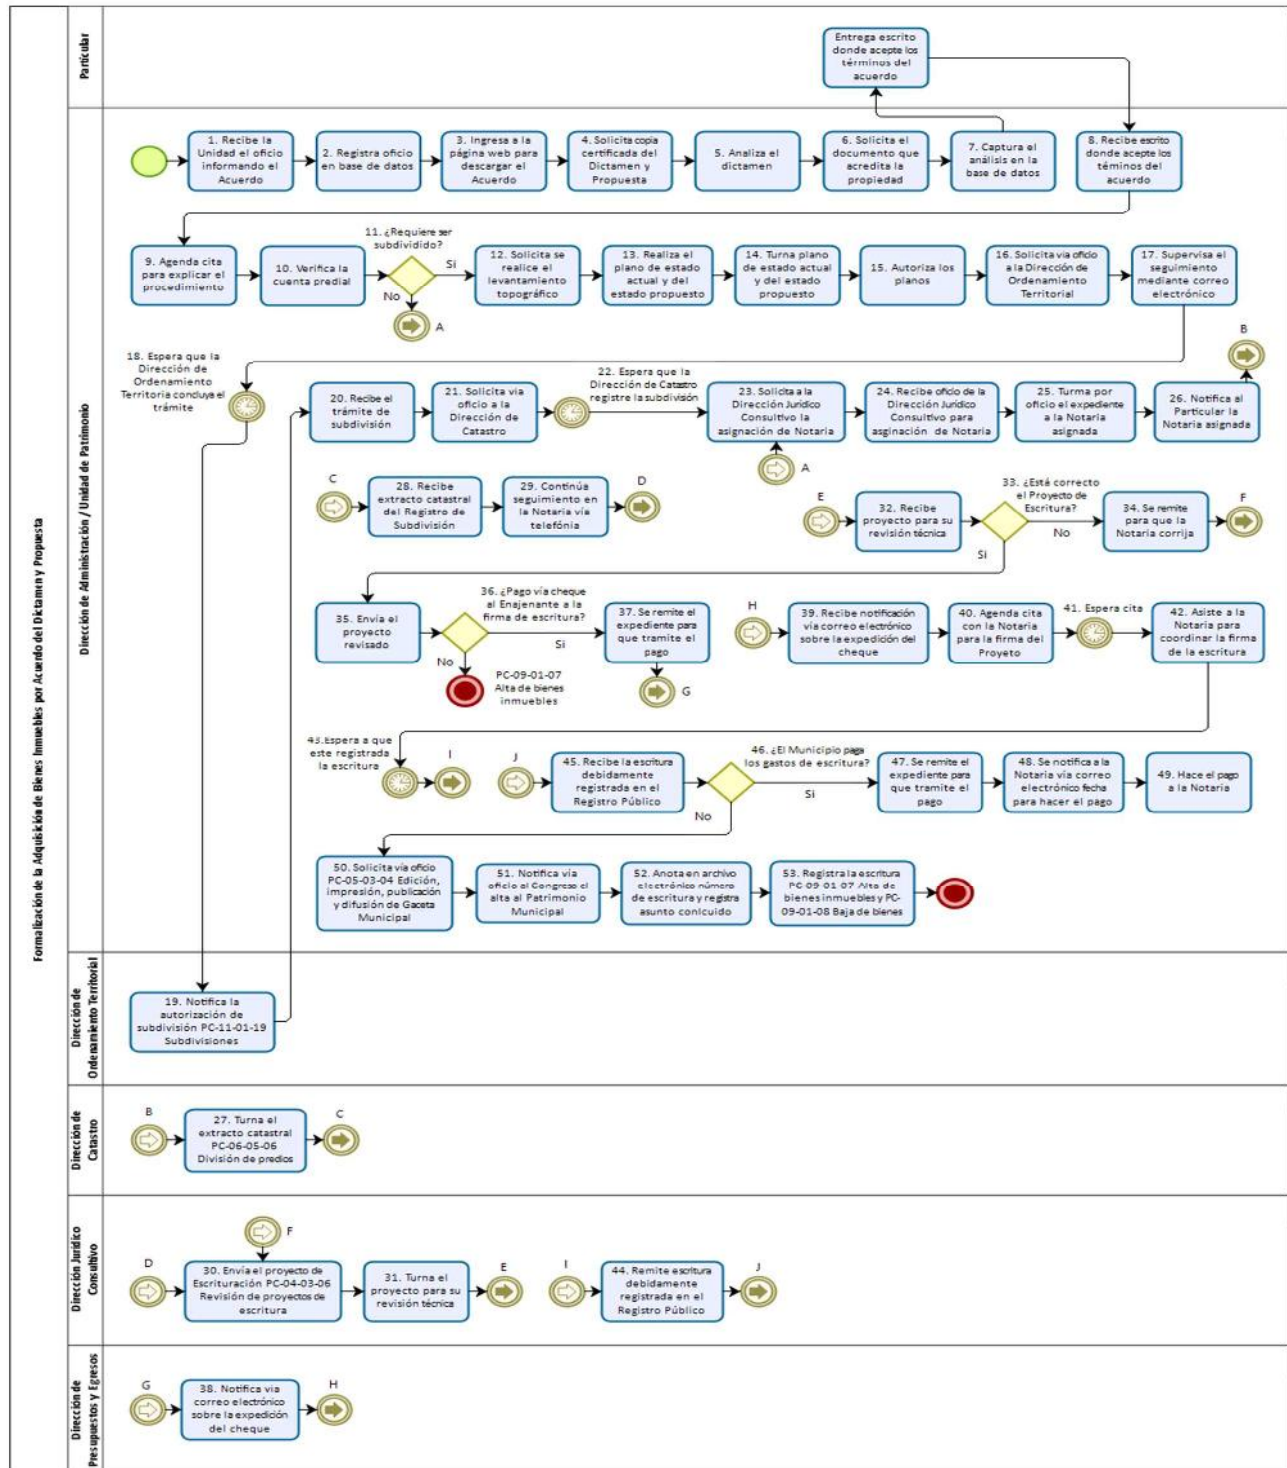 Formalización de la Adquisición de Bienes Inmuebles por Acuerdo del Dictamen y Propuesta
Particular
Entrega escrito
donde acepte los
términos del
acuerdo
Dirección de Administración / Unidad de Patrimonio
1. Recibe la
Unidad el oficio
informando el
Acuerdo
2. Registra oficio
en base de datos
3. Ingresa a la
página web para
descargar el
Acuerdo
4. Solicita copia
certificada del
Dictamen y
Propuesta
5. Analiza el
dictamen
6. Solicita el
documento que
acredita la
propiedad
7. Captura el
análisis en la
base de datos
8. Recibe escrito
donde acepte los
téminos del
acuerdo
9. Agenda cita
para explicar el
procedimiento
10. Verifica la
cuenta predial
11. ¿Requiere ser
subdividido?
Si
No
A
12. Solicita se
realice el
levantamiento
topográfico
13. Realiza el
plano de estado
actual y del
estado propuesto
14. Turna plano
de estado actual
y del estado
propuesto
15. Autoriza los
planos
16. Solicita vía oficio
a la Dirección de
Ordenamiento
Territorial
17. Supervisa el
seguimiento
mediante correo
electrónico
18. Espera que la
Dirección de
Ordenamiento
Territoria concluya el
trámite
20. Recibe el
trámite de
subdivisión
21. Solicita vía
oficio a la
Dirección de
Catastro
22. Espera que la
Dirección de Catastro
registre la subdivisión
23. Solicita a la
Dirección Jurídico
Consultivo la
asignación de Notaria
A
24. Recibe oficio de la
Dirección Jurídico
Consultivo para
asginación de Notaria
25. Turma por
oficio el expediente
a la Notaria
asignada
26. Notifica al
Particular la
Notaria asignada
B
C
28. Recibe
extracto catastral
del Registro de
Subdivisión
29. Continúa
seguimiento en
la Notaria vía
telefónia
D
E
32. Recibe
proyecto para su
revisión técnica
33. ¿Está correcto
el Proyecto de
Escritura?
No
Si
34. Se remite
para que la
Notaria corrija
F
35. Envía el
proyecto
revisado
36. ¿Pago vía cheque
al Enajenante a la
firma de escritura?
Si
No
PC-09-01-07
Alta de bienes
inmuebles
37. Se remite el
expediente para
que tramite el
pago
G
H
39. Recibe notificación
vía correo electrónico
sobre la expedición del
cheque
40. Agenda cita
con la Notaria
para la firma del
Proyeto
41. Espera cita
42. Asiste a la
Notaria para
coordinar la firma
de la escritura
43.Espera a que
este registrada
la escritura
I
J
45. Recibe la escritura
debidamente
registrada en el
Registro Público
46. ¿El Municipio paga
los gastos de escritura?
Si
No
47. Se remite el
expediente para
que tramite el
pago
48. Se notifica a la
Notaria vía correo
electrónico fecha
para hacer el pago
49. Hace el pago
a la Notaria
50. Solicita vía oficio
PC-05-03-04 Edición,
impresión, publicación
y difusión de Gaceta
Municipal
51. Notifica vía
oficio al Congreso el
alta al Patrimonio
Municipal
52. Anota en archivo
electrónico número
de escritura y registra
asunto conlcuido
53. Registra la escritura
PC-09-01-07 Alta de
bienes inmuebles y PC-
09-01-08 Baja de bienes
Dirección de
Ordenamiento Territorial
19. Notifica la
autorización de
subdivisión PC-11-01-19
Subdivisiones
Dirección de
Catastro
B
27. Turna el
extracto catastral
PC-06-05-06
División de predios
C
Dirección Jurídico
Consultivo
F
D
30. Envía el proyecto de
Escrituración PC-04-03-06
Revisión de proyectos de
escritura
31. Turna el
proyecto para su
revisión técnica
E
I
44. Remite escritura
debidamente
registrada en el
Registro Público
J
Dirección de
Presupuestos y Egresos
G
38. Notifica via
correo electrónico
sobre la expedición
del cheque
H